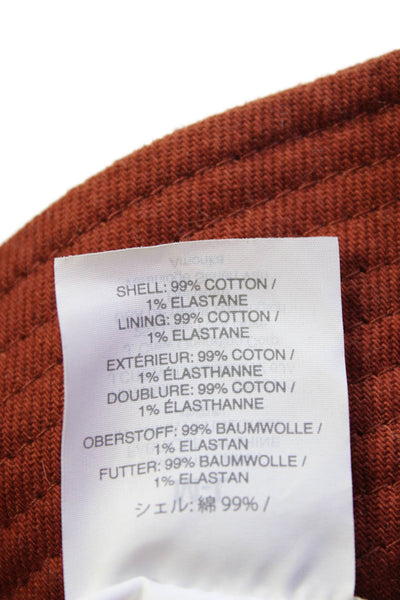 SHELL: 99% COTTON /
1% ELASTANE
LINING: 99% COTTON /
1% ELASTANE
EXTÉRIEUR: 99% COTON /
1% ÉLASTHANNE
DOUBLURE: 99% COTON /
1% ÉLASTHANNE
OBERSTOFF: 99% BAUMWOLLE /
1% ELASTAN
FUTTER: 99% BAUMWOLLE /
1% ELASTAN
シェル: 綿 99% /